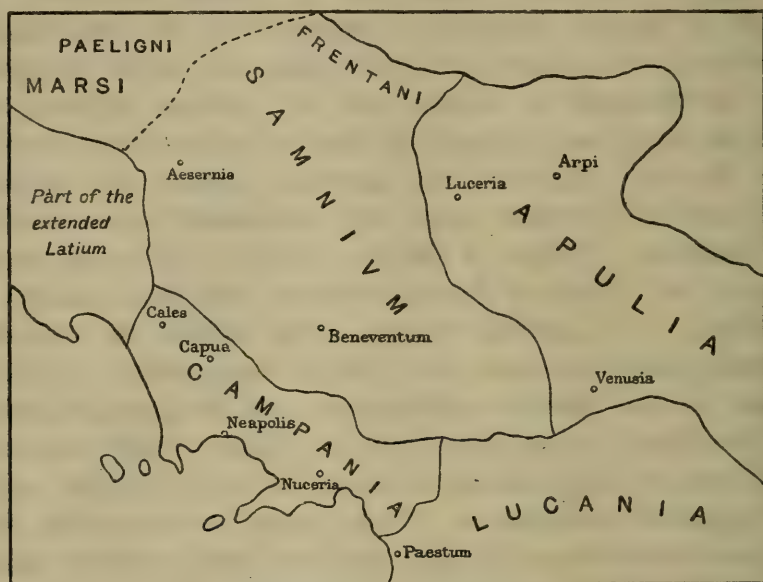 PAELIGNI
MARSI
FRENTANI
SAMNIVM
Aesernia
Luceria
Arpi
APULIA
Part of the
extended
Latium
Cales
Capua
Beneventum
CAMPANIA
Venusia
Neapolis
Nuceria
LUCANIA
Paestum